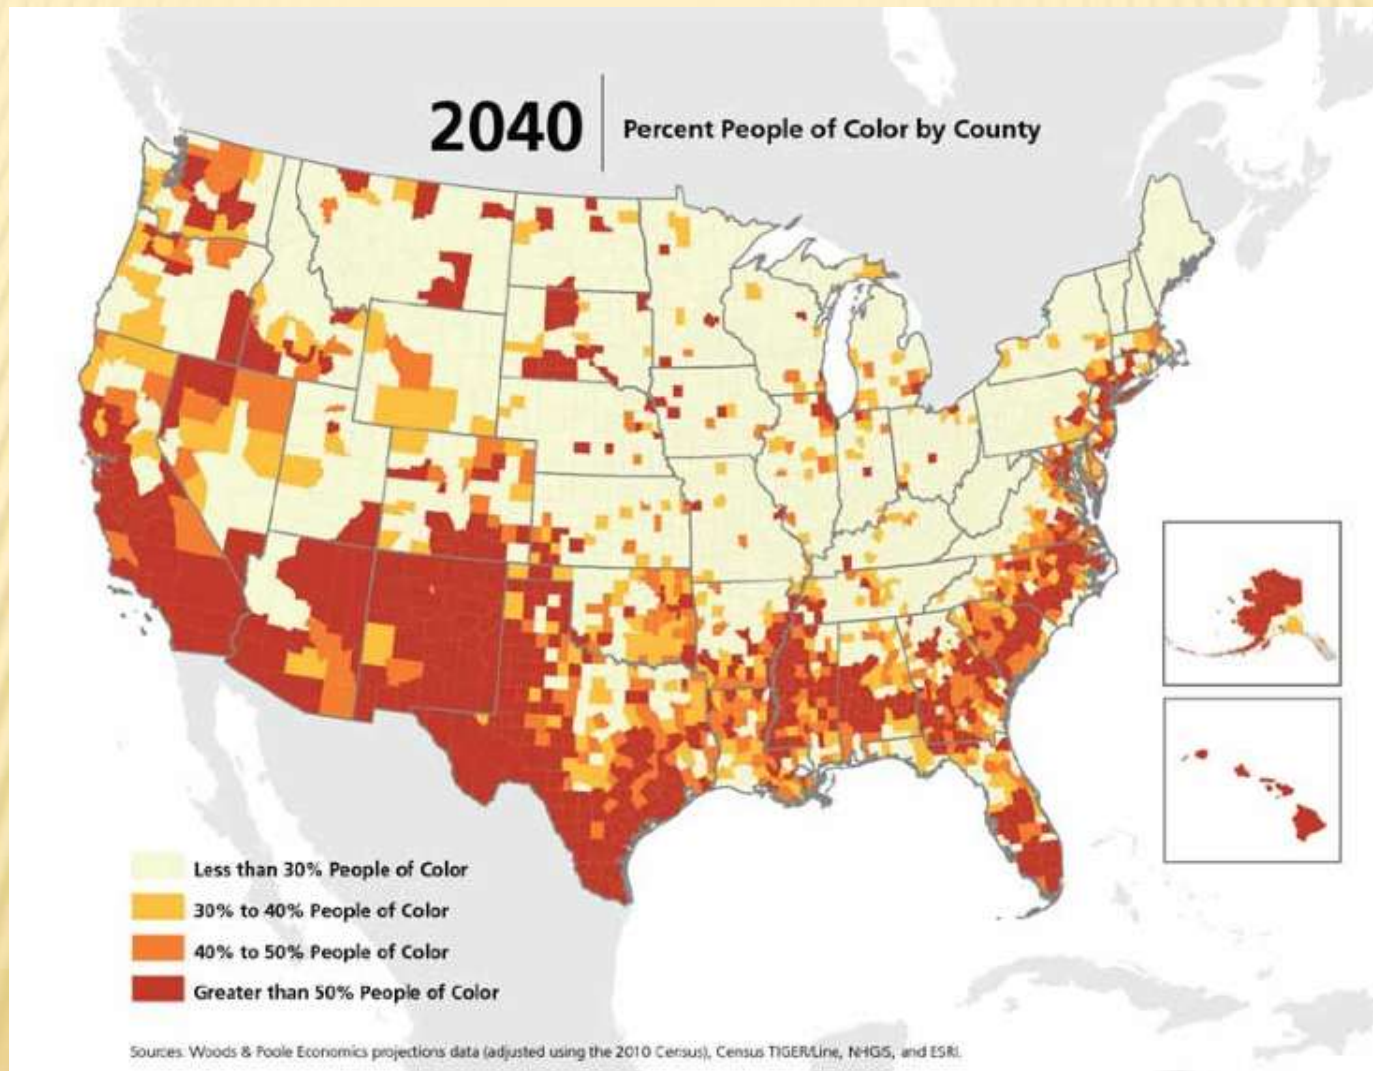 2040
Percent People of Color by County
Less than 30% People of Color
30% to 40% People of Color
40% to 50% People of Color
Greater than 50% People of Color
Sources: Woods & Poole Economics projections data (adjusted using the 2010 Census), Census TIGER/Line, NHGIS, and ESRI.